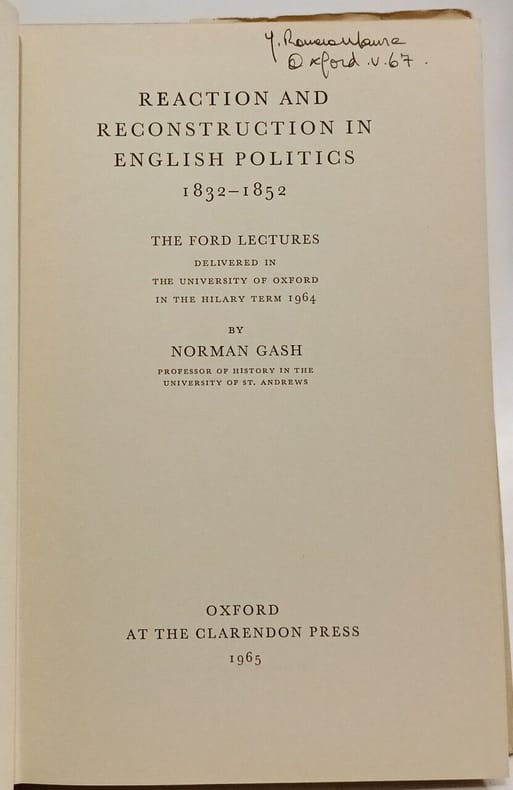 J. Romero Maura
Oxford . V . 67 .
REACTION AND
RECONSTRUCTION IN
ENGLISH POLITICS
1832–1852
THE FORD LECTURES
DELIVERED IN
THE UNIVERSITY OF OXFORD
IN THE HILARY TERM 1964
BY
NORMAN GASH
PROFESSOR OF HISTORY IN THE
UNIVERSITY OF ST. ANDREWS
OXFORD
AT THE CLARENDON PRESS
1965